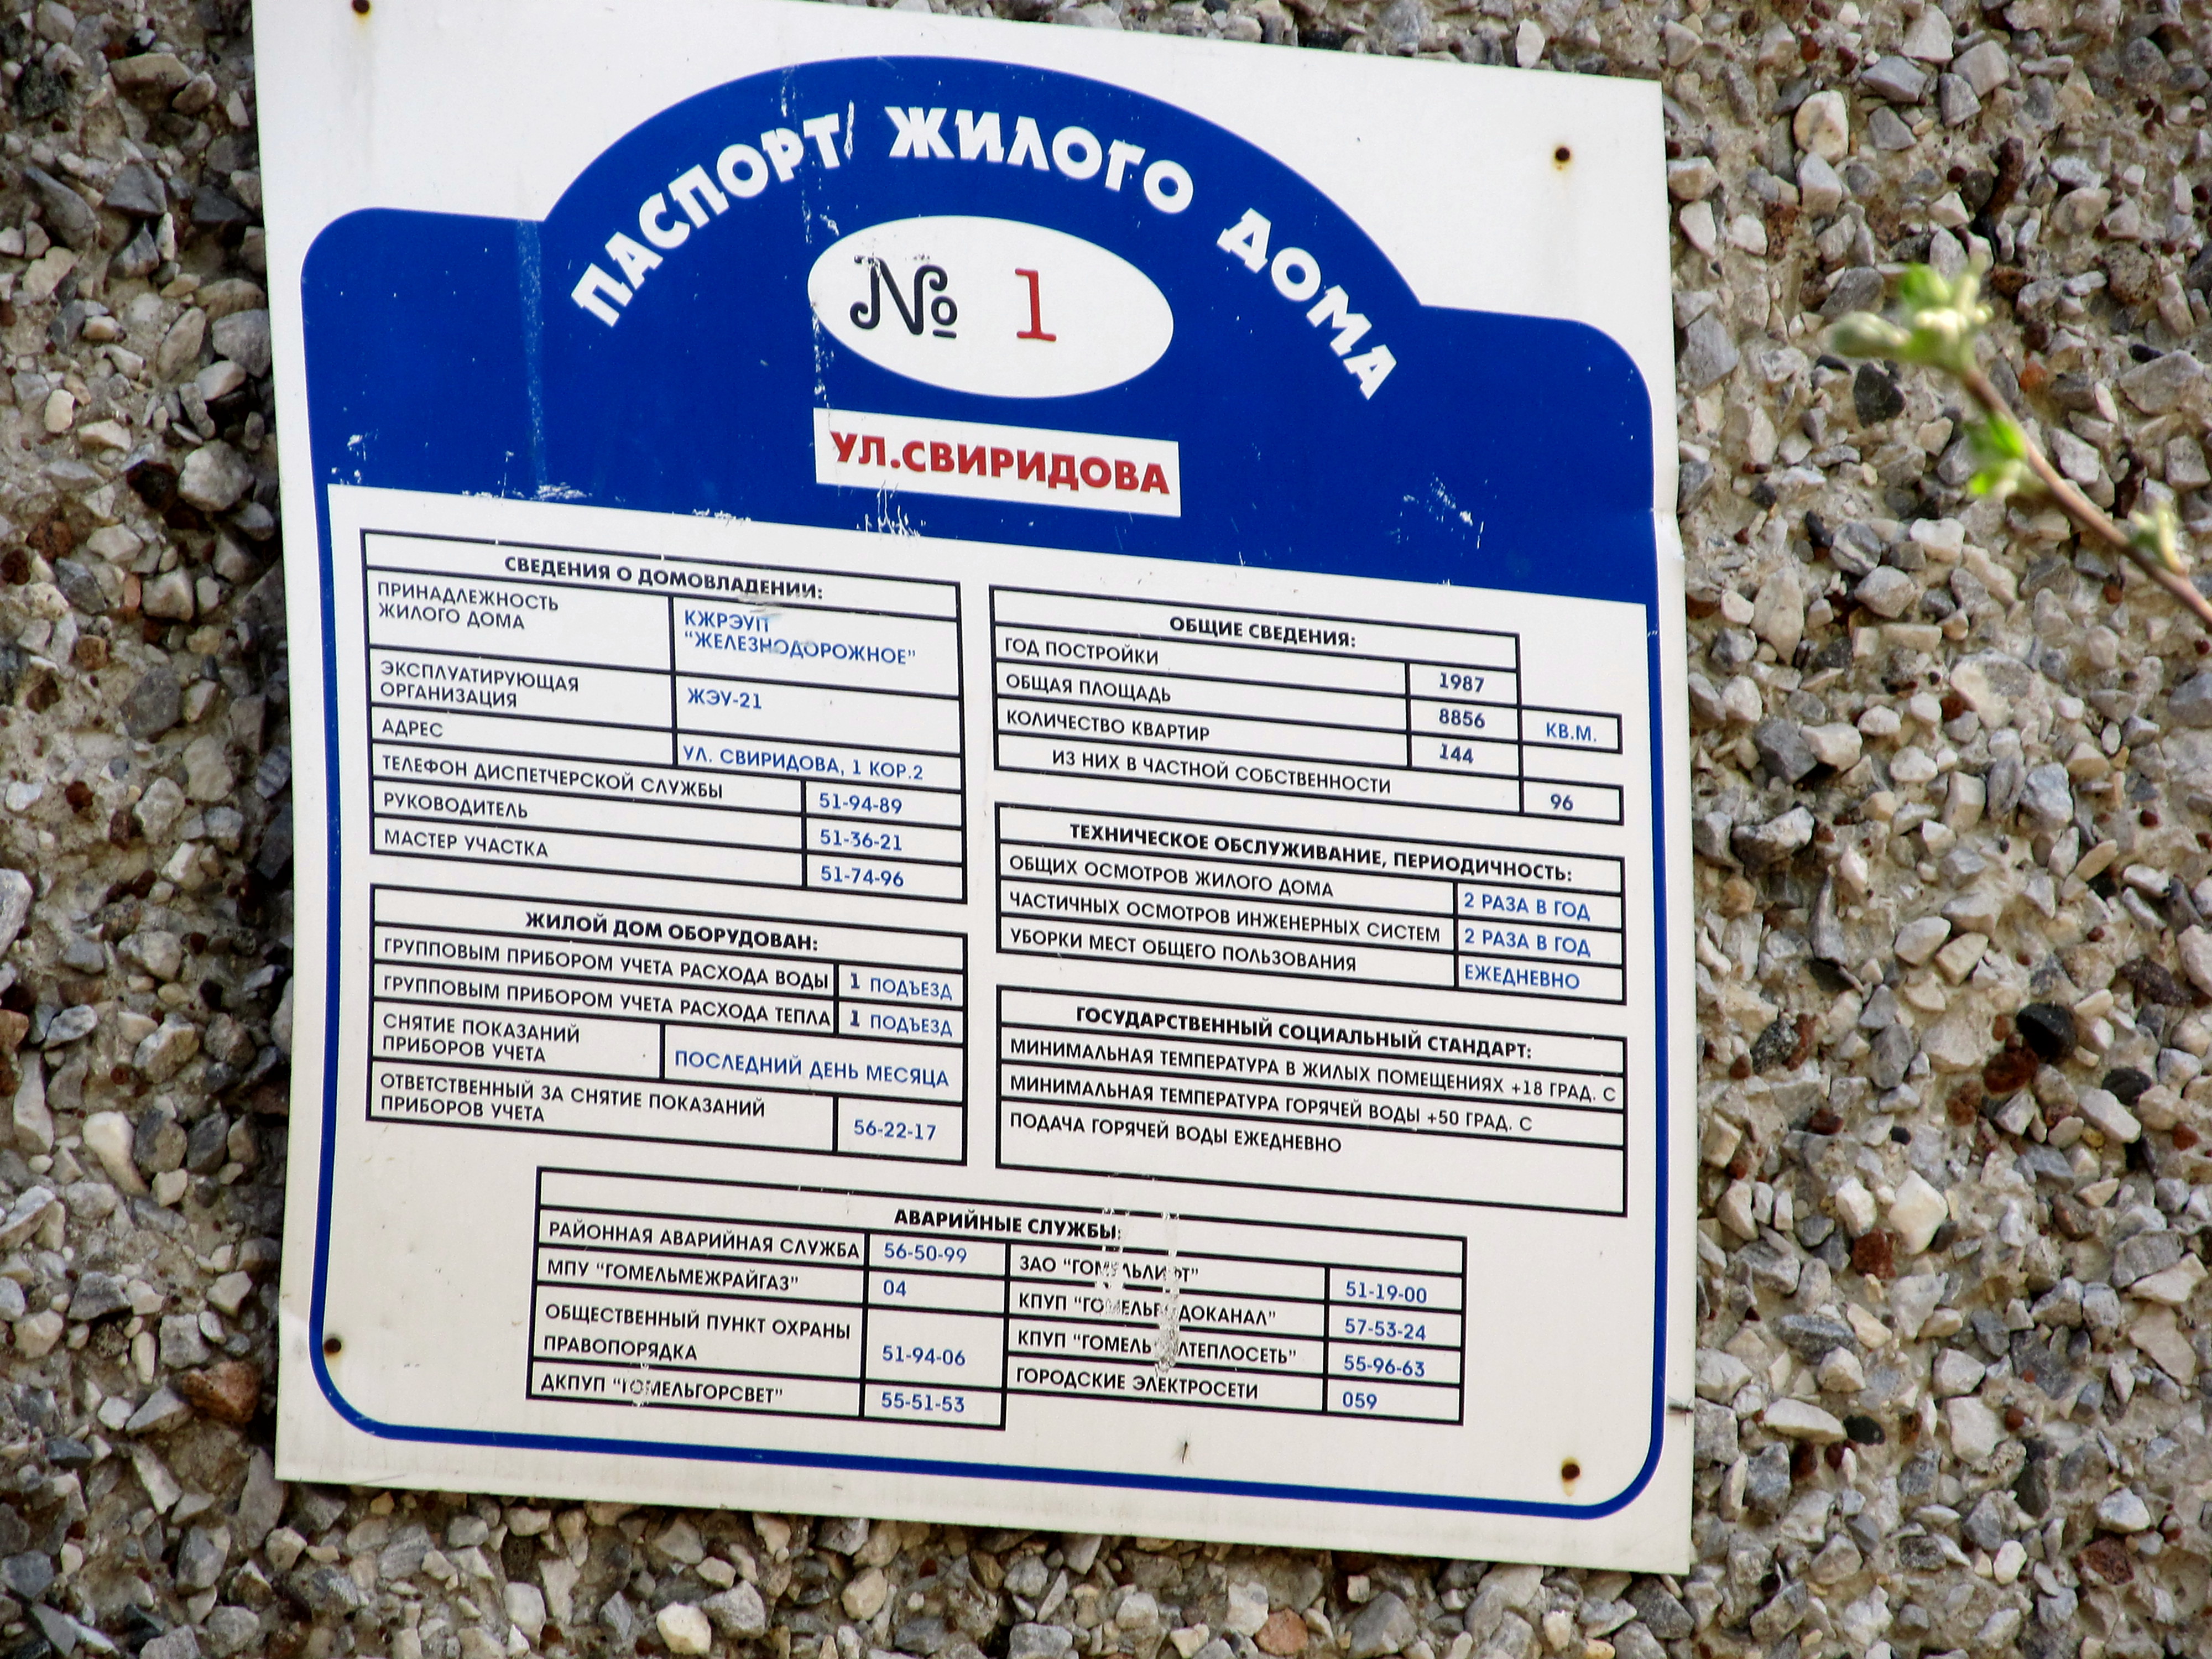 ПАСПОРТ ЖИЛОГО ДОМА
№ 1
УЛ.СВИРИДОВА
СВЕДЕНИЯ О ДОМОВЛАДЕНИИ:
ПРИНАДЛЕЖНОСТЬ
ЖИЛОГО ДОМА
КЖРЭУП
"ЖЕЛЕЗНОДОРОЖНОЕ"
ЭКСПЛУАТИРУЮЩАЯ
ОРГАНИЗАЦИЯ
ЖЭУ-21
АДРЕС
УЛ. СВИРИДОВА, 1 КОР.2
ТЕЛЕФОН ДИСПЕТЧЕРСКОЙ СЛУЖБЫ 51-94-89
РУКОВОДИТЕЛЬ 51-36-21
МАСТЕР УЧАСТКА 51-74-96
ЖИЛОЙ ДОМ ОБОРУДОВАН:
ГРУППОВЫМ ПРИБОРОМ УЧЕТА РАСХОДА ВОДЫ 1 ПОДЪЕЗД
ГРУППОВЫМ ПРИБОРОМ УЧЕТА РАСХОДА ТЕПЛА 1 ПОДЪЕЗД
СНЯТИЕ ПОКАЗАНИЙ
ПРИБОРОВ УЧЕТА
ПОСЛЕДНИЙ ДЕНЬ МЕСЯЦА
ОТВЕТСТВЕННЫЙ ЗА СНЯТИЕ ПОКАЗАНИЙ
ПРИБОРОВ УЧЕТА
56-22-17
ОБЩИЕ СВЕДЕНИЯ:
ГОД ПОСТРОЙКИ 1987
ОБЩАЯ ПЛОЩАДЬ 8856 КВ.М.
КОЛИЧЕСТВО КВАРТИР 144
ИЗ НИХ В ЧАСТНОЙ СОБСТВЕННОСТИ 96
ТЕХНИЧЕСКОЕ ОБСЛУЖИВАНИЕ, ПЕРИОДИЧНОСТЬ:
ОБЩИХ ОСМОТРОВ ЖИЛОГО ДОМА 2 РАЗА В ГОД
ЧАСТИЧНЫХ ОСМОТРОВ ИНЖЕНЕРНЫХ СИСТЕМ 2 РАЗА В ГОД
УБОРКИ МЕСТ ОБЩЕГО ПОЛЬЗОВАНИЯ ЕЖЕДНЕВНО
ГОСУДАРСТВЕННЫЙ СОЦИАЛЬНЫЙ СТАНДАРТ:
МИНИМАЛЬНАЯ ТЕМПЕРАТУРА В ЖИЛЫХ ПОМЕЩЕНИЯХ +18 ГРАД. С
МИНИМАЛЬНАЯ ТЕМПЕРАТУРА ГОРЯЧЕЙ ВОДЫ +50 ГРАД. С
ПОДАЧА ГОРЯЧЕЙ ВОДЫ ЕЖЕДНЕВНО
АВАРИЙНЫЕ СЛУЖБЫ:
РАЙОННАЯ АВАРИЙНАЯ СЛУЖБА 56-50-99
МПУ "ГОМЕЛЬМЕЖРАЙГАЗ" 04
ОБЩЕСТВЕННЫЙ ПУНКТ ОХРАНЫ
ПРАВОПОРЯДКА 51-94-06
ДКПУП "ГОМЕЛЬГОРСВЕТ" 55-51-53
ЗАО "ГОМЕЛЬЛИФТ" 51-19-00
КПУП "ГОМЕЛЬВОДОКАНАЛ" 57-53-24
КПУП "ГОМЕЛЬОБЛТЕПЛОСЕТЬ" 55-96-63
ГОРОДСКИЕ ЭЛЕКТРОСЕТИ 059